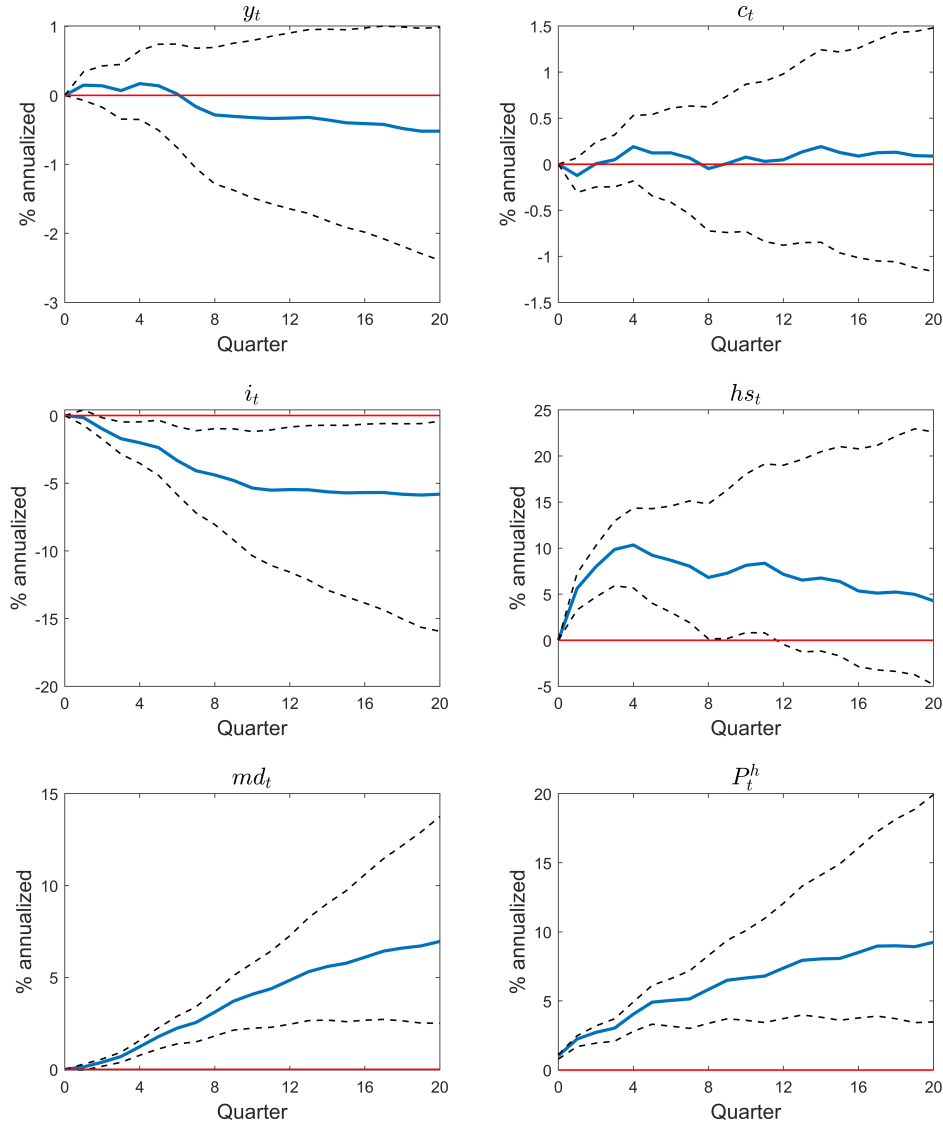 y_t
1
0
-1
-2
-3
% annualized
0 4 8 12 16 20
Quarter
c_t
1.5
1
0.5
0
-0.5
-1
-1.5
% annualized
0 4 8 12 16 20
Quarter
i_t
0
-5
-10
-15
-20
% annualized
0 4 8 12 16 20
Quarter
hs_t
25
20
15
10
5
0
-5
% annualized
0 4 8 12 16 20
Quarter
md_t
15
10
5
0
% annualized
0 4 8 12 16 20
Quarter
P_t^h
20
15
10
5
0
% annualized
0 4 8 12 16 20
Quarter